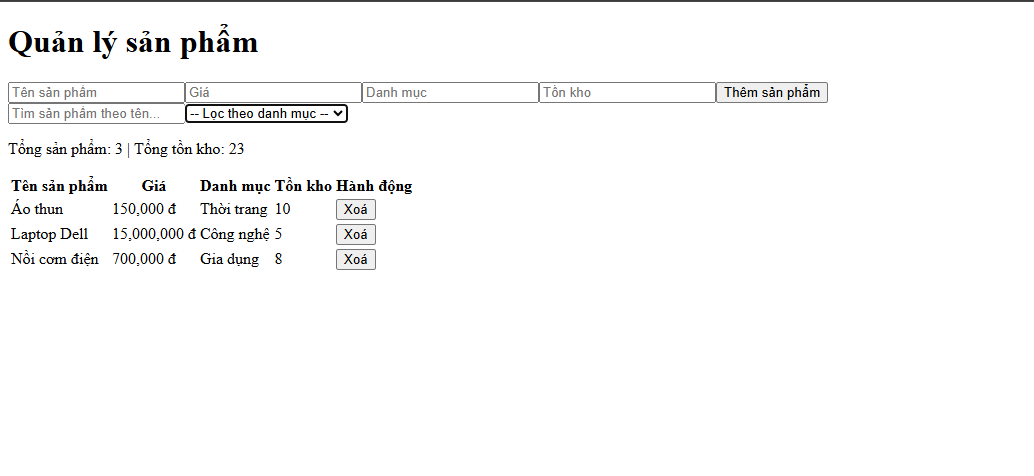 Quản lý sản phẩm
Tên sản phẩm Giá Danh mục Tồn kho Thêm sản phẩm
Tìm sản phẩm theo tên... -- Lọc theo danh mục --
Tổng sản phẩm: 3 | Tổng tồn kho: 23
Tên sản phẩm Giá Danh mục Tồn kho Hành động
Áo thun 150,000 đ Thời trang 10 Xoá
Laptop Dell 15,000,000 đ Công nghệ 5 Xoá
Nồi cơm điện 700,000 đ Gia dụng 8 Xoá